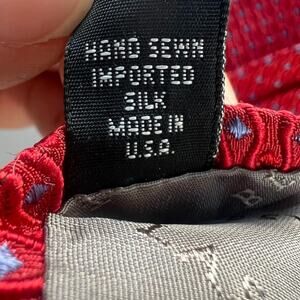 HAND SEWN
IMPORTED
SILK
MADE IN
U.S.A.